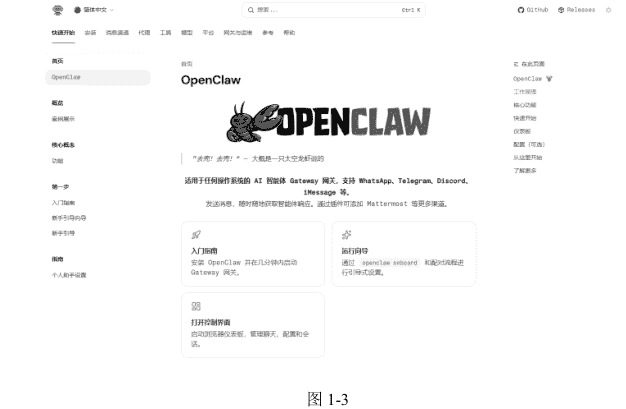 简体中文
搜索...
Ctrl K
GitHub
Releases
快速开始 安装 消息渠道 代理 工具 模型 平台 网关与运维 参考 帮助
首页
OpenClaw
概览
案例展示
核心概念
功能
第一步
入门指南
新手引导向导
新手引导
指南
个人助手设置
首页
OpenClaw
OPENCLAW
"去壳！去壳！" — 大概是一只太空龙虾说的
适用于任何操作系统的 AI 智能体 Gateway 网关，支持 WhatsApp、Telegram、Discord、
iMessage 等。
发送消息，随时随地获取智能体响应。通过插件可添加 Mattermost 等更多渠道。
入门指南
安装 OpenClaw 并在几分钟内启动
Gateway 网关。
运行向导
通过 openclaw onboard 和配对流程进
行引导式设置。
打开控制界面
启动浏览器仪表板，管理聊天、配置和会
话。
在此页面
OpenClaw
工作原理
核心功能
快速开始
仪表板
配置（可选）
从这里开始
了解更多
图 1-3